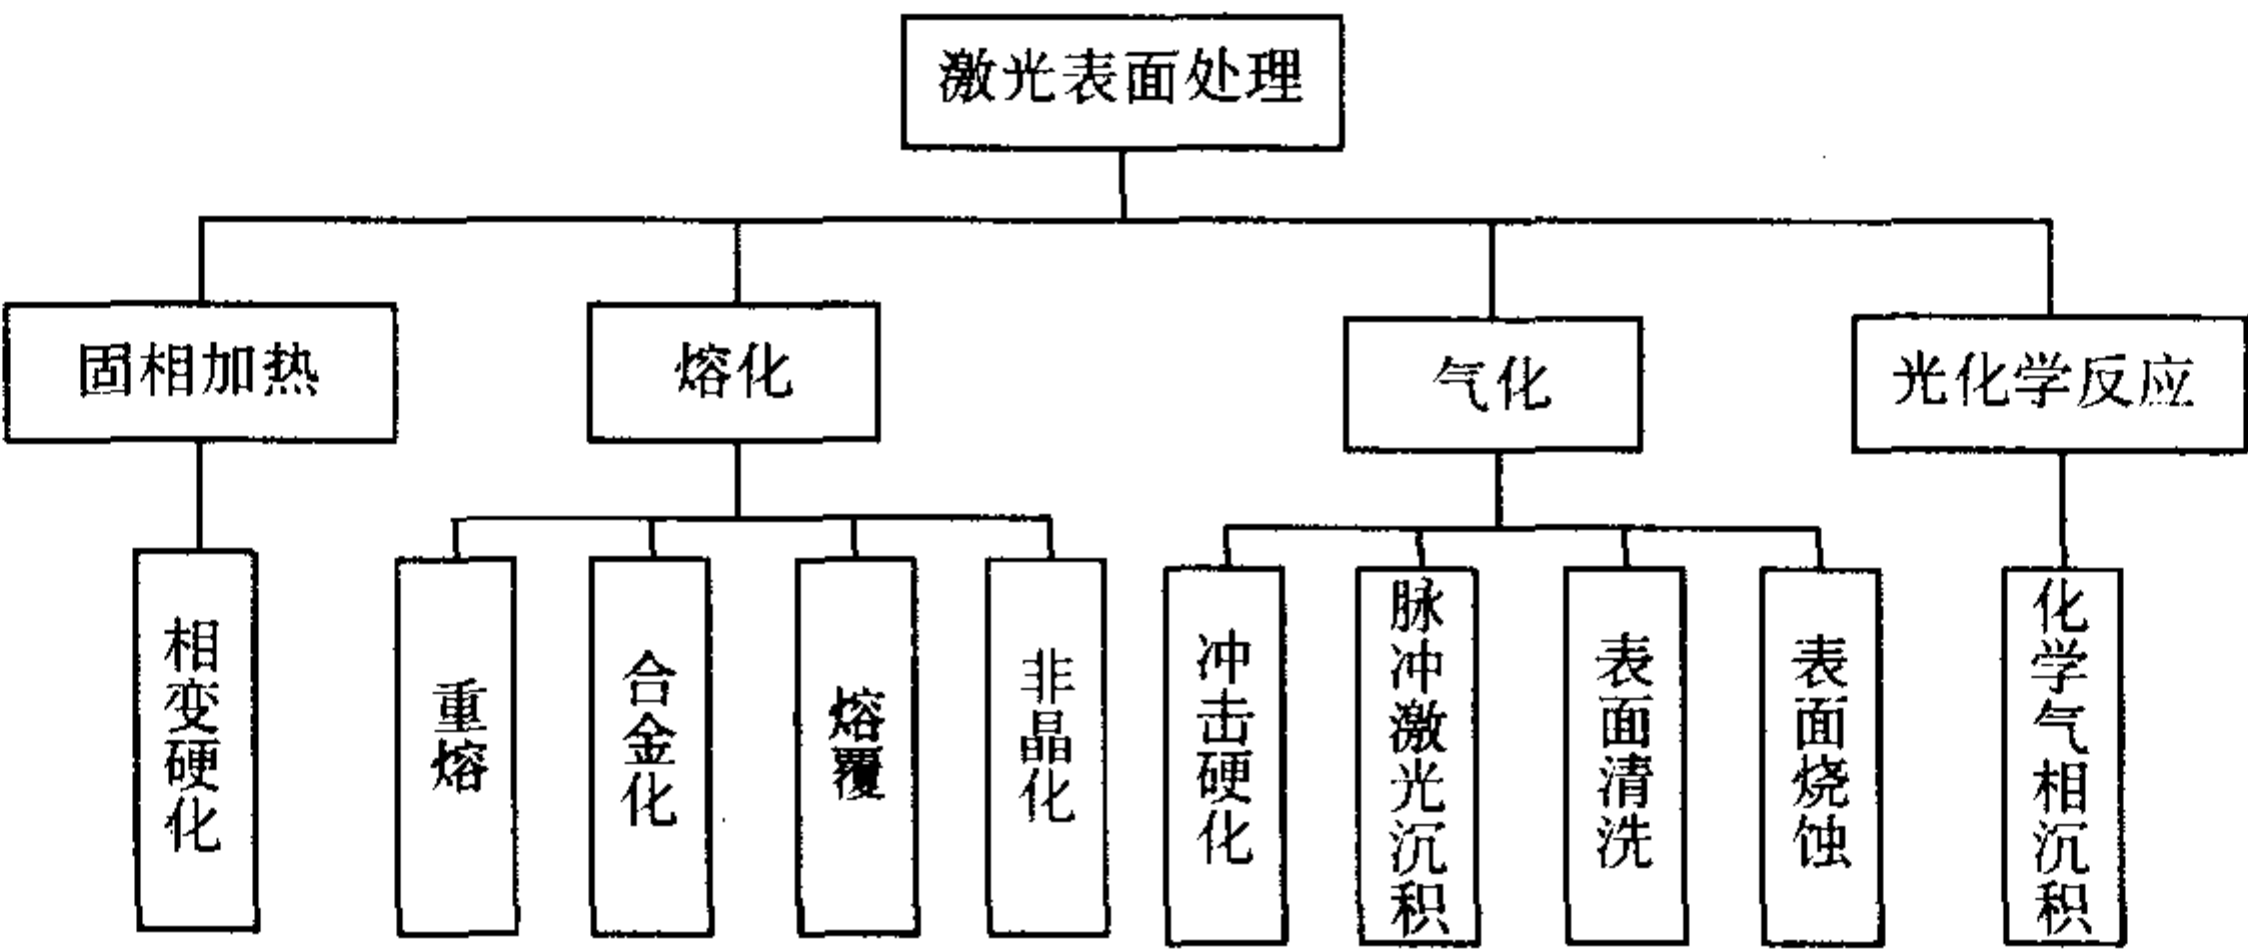 激光表面处理
固相加热
熔化
气化
光化学反应
相变硬化
重熔
合金化
熔覆
非晶化
冲击硬化
脉冲激光沉积
表面清洗
表面烧蚀
化学气相沉积